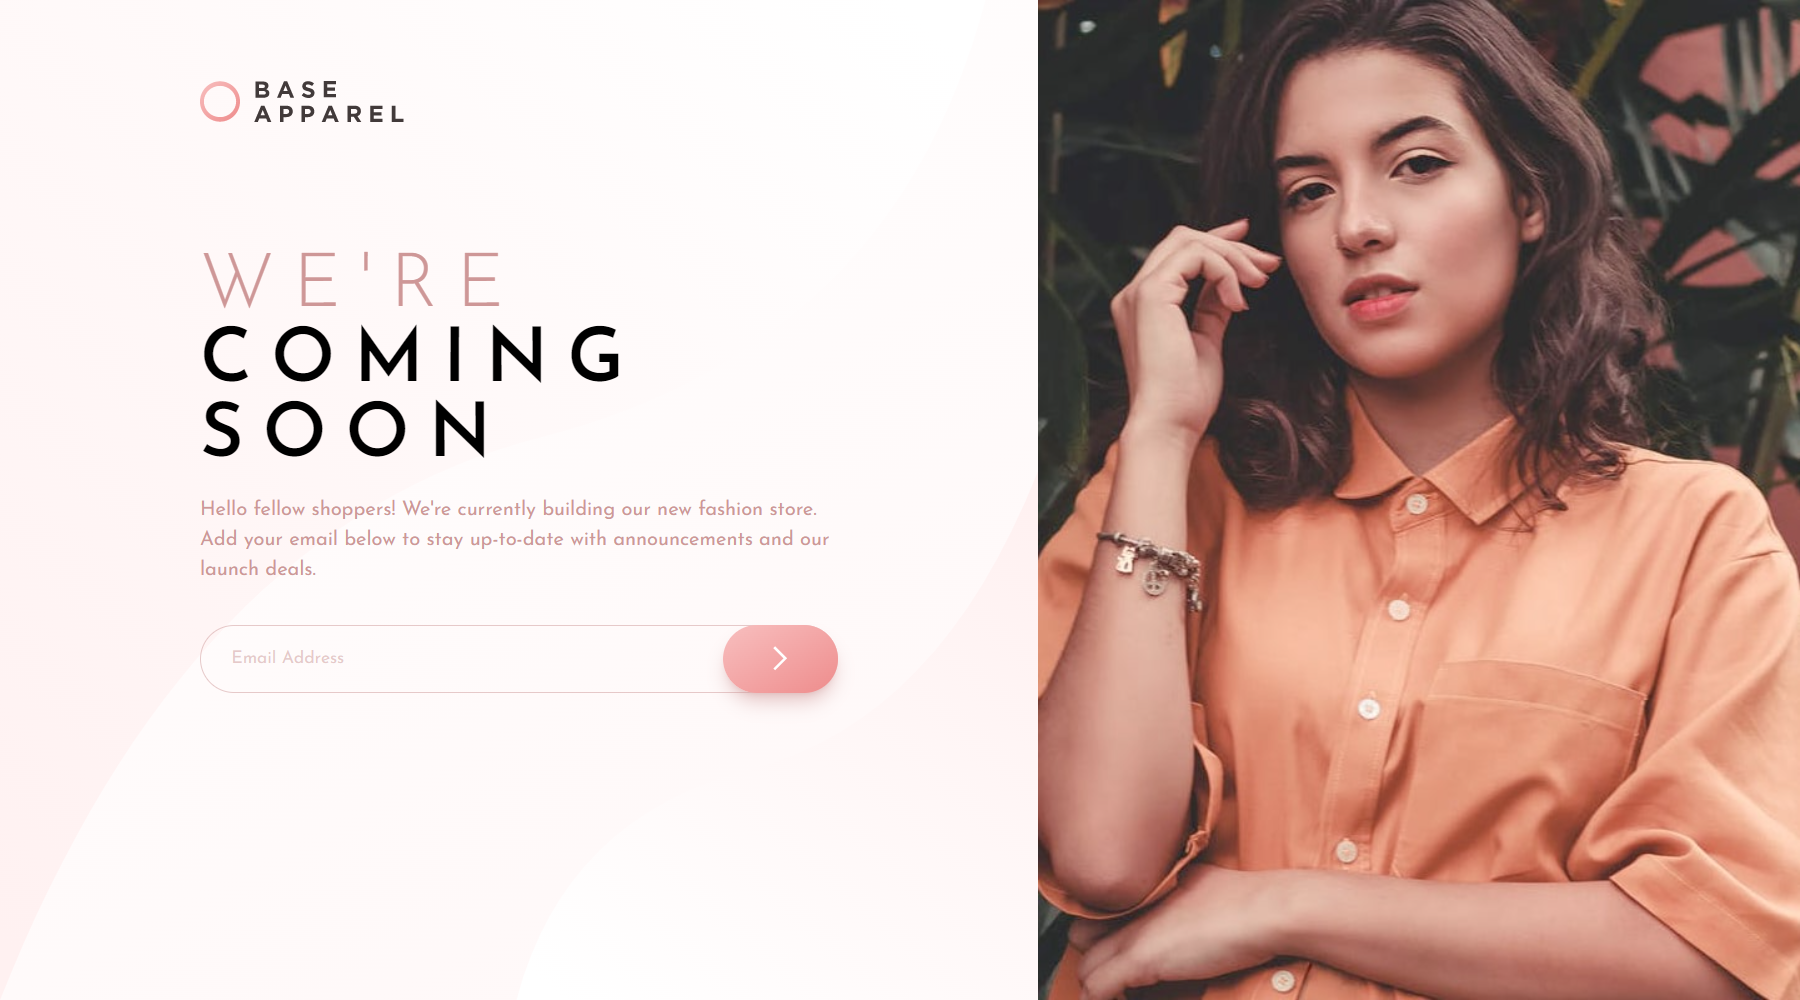 BASE
APPAREL
WE'RE
COMING
SOON
Hello fellow shoppers! We're currently building our new fashion store.
Add your email below to stay up-to-date with announcements and our
launch deals.
Email Address